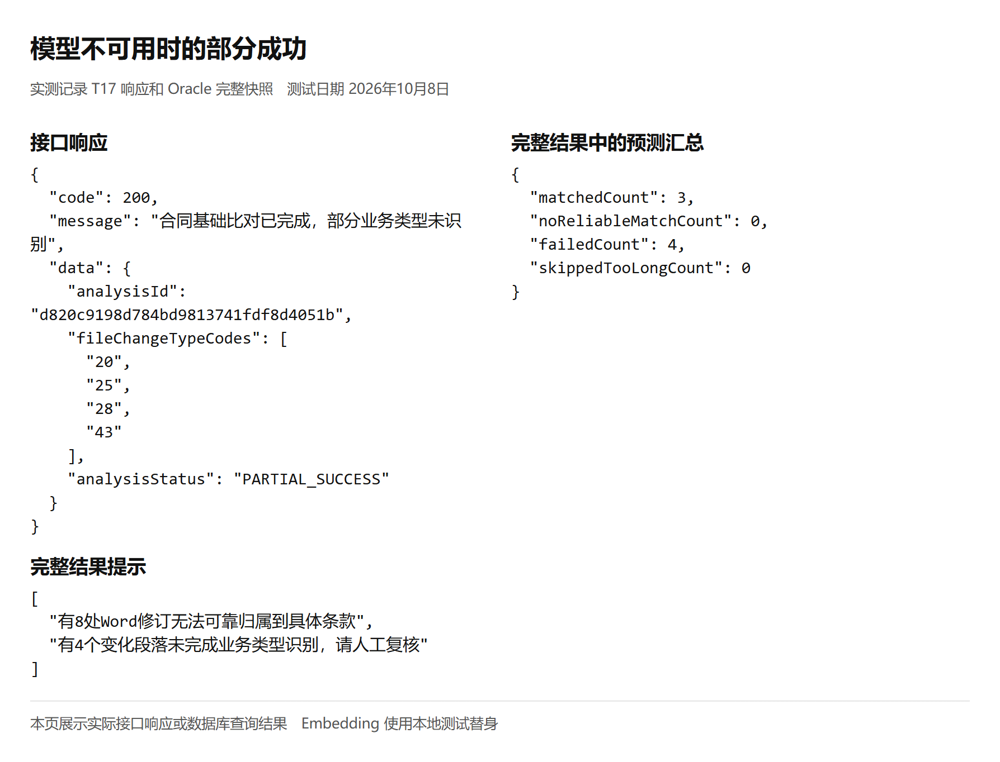 模型不可用时的部分成功
实测记录 T17 响应和 Oracle 完整快照　测试日期 2026年10月8日
接口响应
{
  "code": 200,
  "message": "合同基础比对已完成，部分业务类型未识
别",
  "data": {
    "analysisId":
"d820c9198d784bd9813741fdf8d4051b",
    "fileChangeTypeCodes": [
      "20",
      "25",
      "28",
      "43"
    ],
    "analysisStatus": "PARTIAL_SUCCESS"
  }
}
完整结果提示
[
  "有8处Word修订无法可靠归属到具体条款",
  "有4个变化段落未完成业务类型识别，请人工复核"
]
完整结果中的预测汇总
{
  "matchedCount": 3,
  "noReliableMatchCount": 0,
  "failedCount": 4,
  "skippedTooLongCount": 0
}
本页展示实际接口响应或数据库查询结果　Embedding 使用本地测试替身